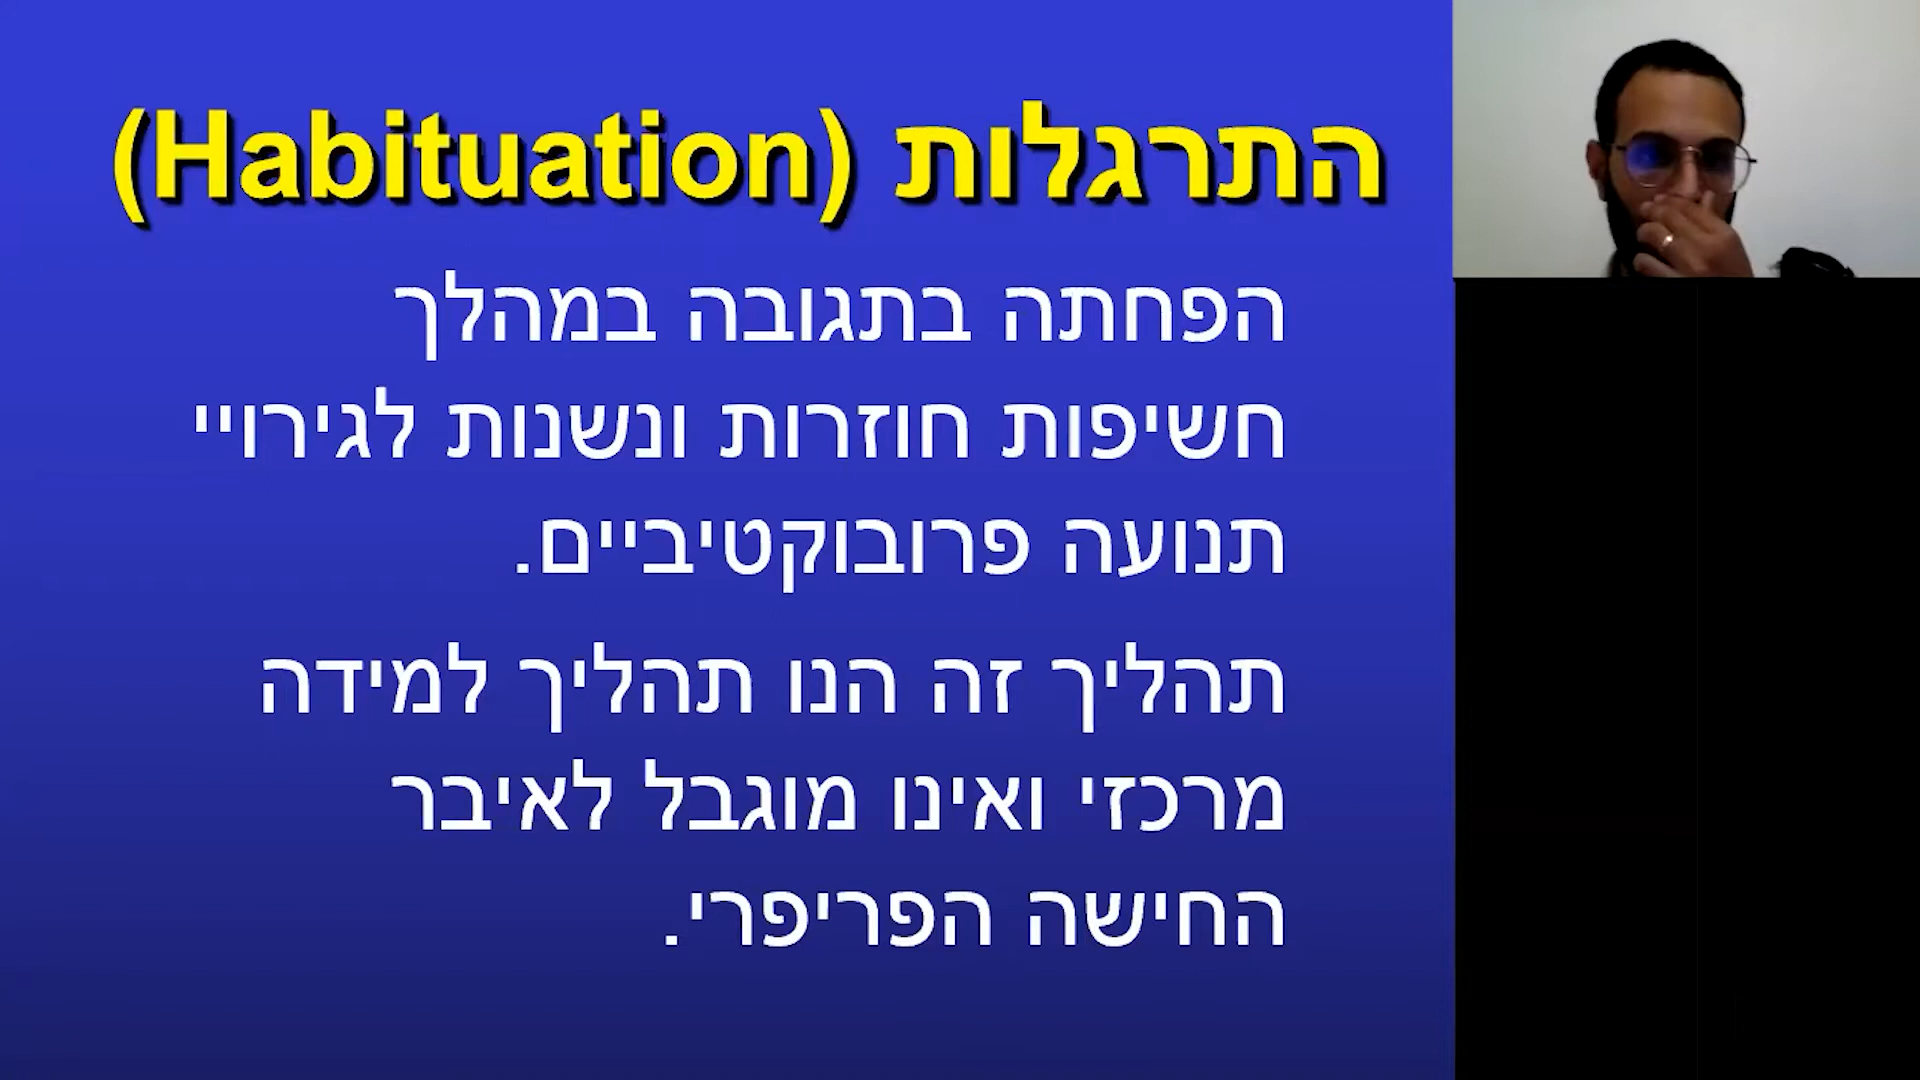 התרגלות (Habituation)
הפחתה בתגובה במהלך
חשיפות חוזרות ונשנות לגירויי
תנועה פרובוקטיביים.
תהליך זה הנו תהליך למידה
מרכזי ואינו מוגבל לאיבר
החישה הפריפרי.